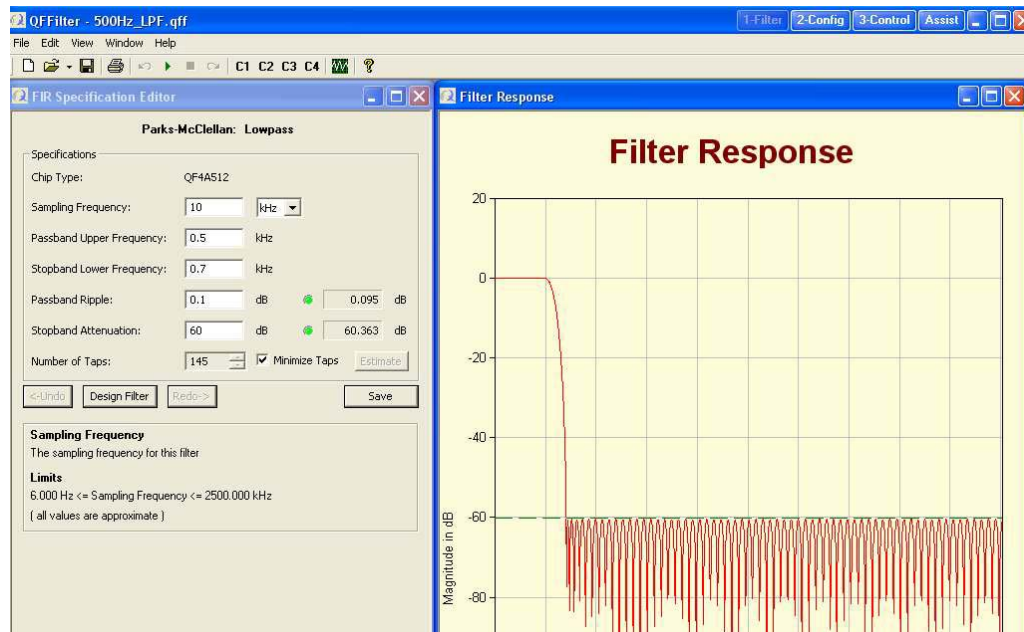 QFFilter - 500Hz_LPF.qff
1-Filter 2-Config 3-Control Assist
File Edit View Window Help
C1 C2 C3 C4
FIR Specification Editor
Parks-McClellan: Lowpass
Specifications
Chip Type: QF4A512
Sampling Frequency: 10 kHz
Passband Upper Frequency: 0.5 kHz
Stopband Lower Frequency: 0.7 kHz
Passband Ripple: 0.1 dB 0.095 dB
Stopband Attenuation: 60 dB 60.363 dB
Number of Taps: 145 Minimize Taps Estimate
<-Undo Design Filter Redo-> Save
Sampling Frequency
The sampling frequency for this filter
Limits
6.000 Hz <= Sampling Frequency <= 2500.000 kHz
( all values are approximate )
Filter Response
Filter Response
20
0
-20
-40
-60
-80
Magnitude in dB